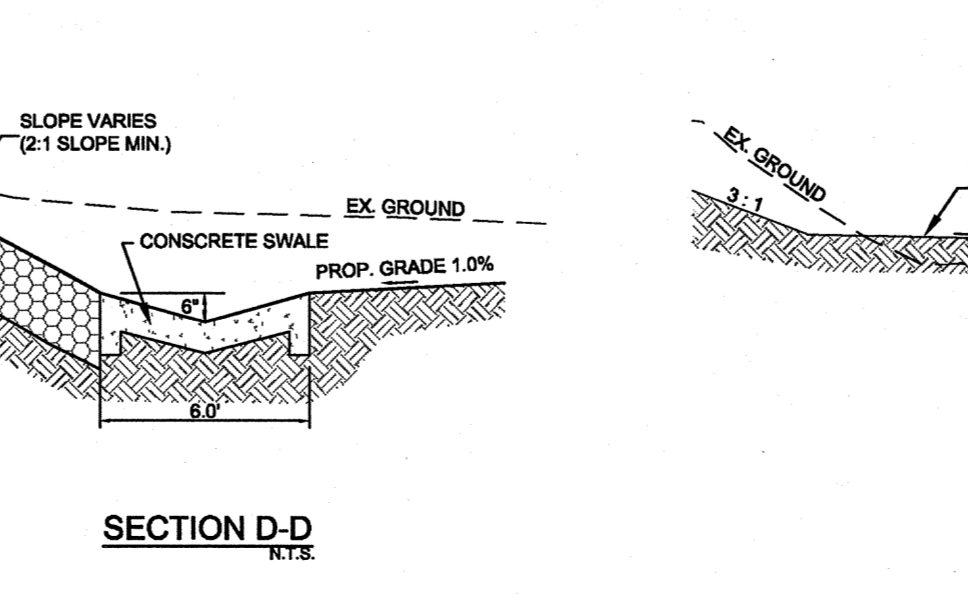 SLOPE VARIES
(2:1 SLOPE MIN.)
EX. GROUND
CONSCRETE SWALE
PROP. GRADE 1.0%
6"
6.0'
SECTION D-D
N.T.S.
EX. GROUND
3 : 1